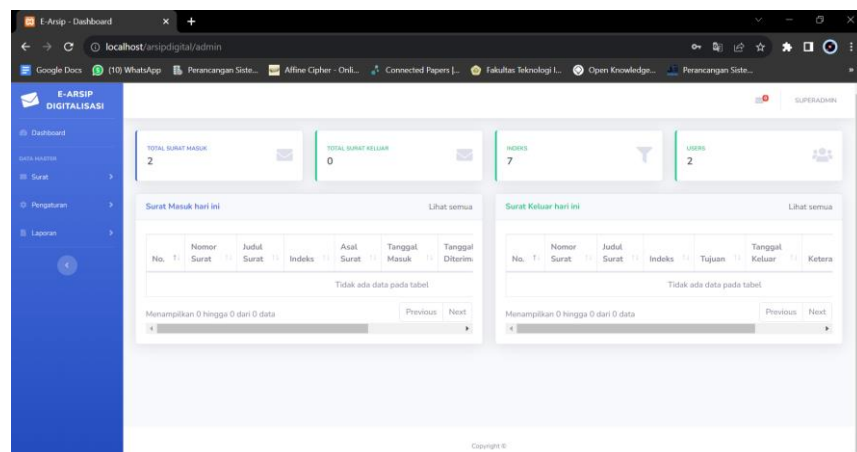 E-Arsip - Dashboard
localhost/arsipdigital/admin
Google Docs
(10) WhatsApp
Perancangan Siste...
Affine Cipher - Onli...
Connected Papers |...
Fakultas Teknologi I...
Open Knowledge...
Perancangan Siste...
»
E-ARSIP
DIGITALISASI
SUPERADMIN
Dashboard
DATA MASTER
Surat
Pengaturan
Laporan
TOTAL SURAT MASUK
2
TOTAL SURAT KELUAR
0
INDEKS
7
USERS
2
Surat Masuk hari ini
Lihat semua
No. Nomor Surat Judul Surat Indeks Asal Surat Tanggal Masuk Tanggal Diterima
Tidak ada data pada tabel
Menampilkan 0 hingga 0 dari 0 data
Previous Next
Surat Keluar hari ini
Lihat semua
No. Nomor Surat Judul Surat Indeks Tujuan Tanggal Keluar Ketera
Tidak ada data pada tabel
Menampilkan 0 hingga 0 dari 0 data
Previous Next
Copyright ©